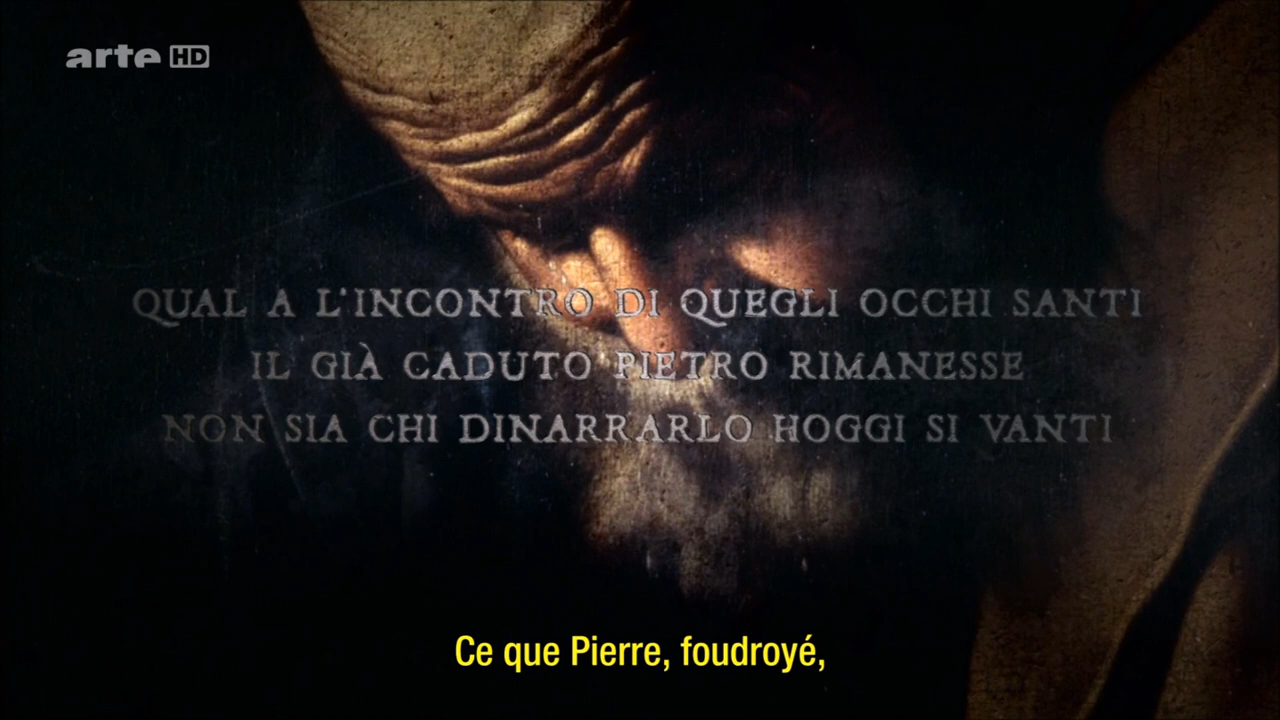 arte HD
QUAL A L'INCONTRO DI QUEGLI OCCHI SANTI
IL GIÀ CADUTO PIETRO RIMANESSE
NON SIA CHI DINARRARLO HOGGI SI VANTI
Ce que Pierre, foudroyé,